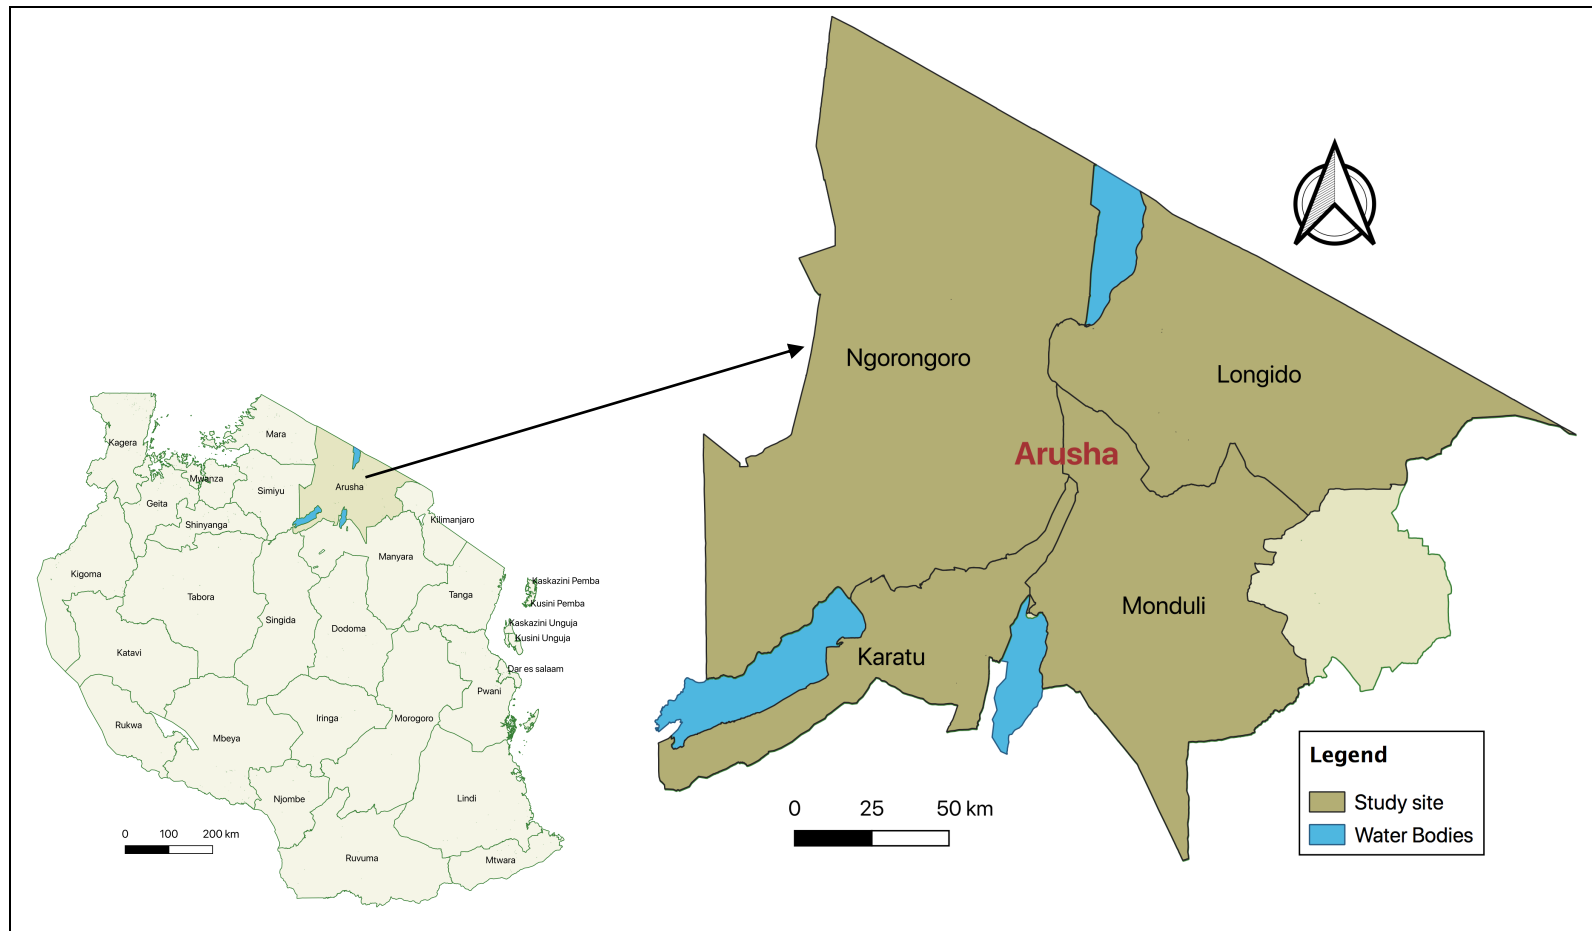 Ngorongoro
Longido
Arusha
Monduli
Karatu
0 25 50 km
Legend
Study site
Water Bodies
Kagera
Mara
Mwanza
Simiyu
Arusha
Geita
Shinyanga
Kilimanjaro
Manyara
Kigoma
Tabora
Singida
Dodoma
Tanga
Kaskazini Pemba
Kusini Pemba
Kaskazini Unguja
Kusini Unguja
Katavi
Dar es salaam
Pwani
Rukwa
Mbeya
Iringa
Morogoro
Njombe
Lindi
0 100 200 km
Ruvuma
Mtwara